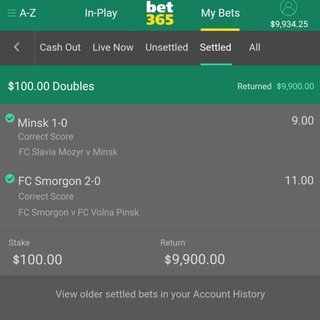 A-Z
In-Play
bet
365
My Bets
$9,934.25
Cash Out
Live Now
Unsettled
Settled
All
$100.00 Doubles
Returned $9,900.00
Minsk 1-0
9.00
Correct Score
FC Slavia Mozyr v Minsk
FC Smorgon 2-0
11.00
Correct Score
FC Smorgon v FC Volna Pinsk
Stake
Return
$100.00
$9,900.00
View older settled bets in your Account History